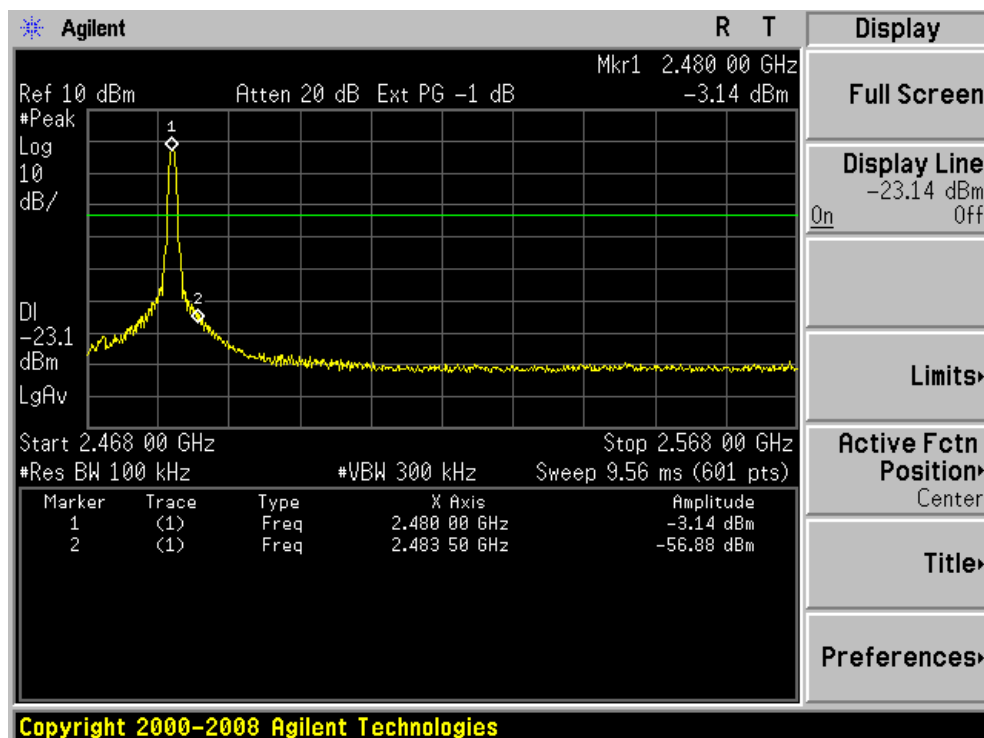 Agilent R T
Mkr1 2.480 00 GHz
Ref 10 dBm Atten 20 dB Ext PG -1 dB -3.14 dBm
#Peak
Log
10
dB/
1
2
DI
-23.1
dBm
LgAv
Start 2.468 00 GHz Stop 2.568 00 GHz
#Res BW 100 kHz #VBW 300 kHz Sweep 9.56 ms (601 pts)
Marker Trace Type X Axis Amplitude
1 (1) Freq 2.480 00 GHz -3.14 dBm
2 (1) Freq 2.483 50 GHz -56.88 dBm
Display
Full Screen
Display Line
-23.14 dBm
On Off
Limits
Active Fctn
Position
Center
Title
Preferences
Copyright 2000-2008 Agilent Technologies